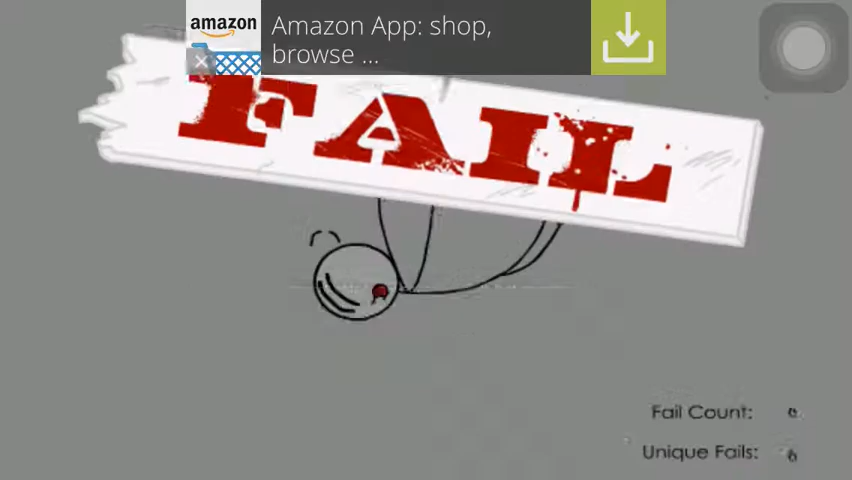 amazon
Amazon App: shop,
browse ...
FAIL
Fail Count:
Unique Fails: